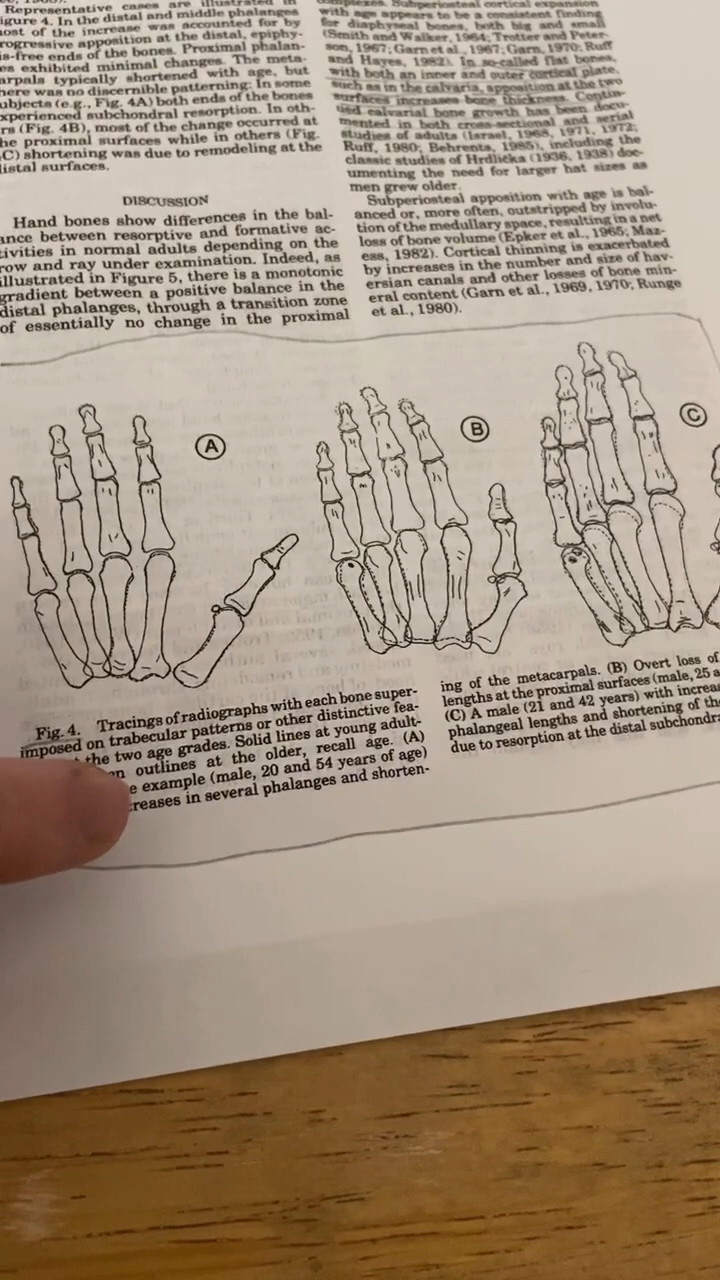 Representative cases are illustrated in
igure 4. In the distal and middle phalanges
ost of the increase was accounted for by
rogressive apposition at the distal, epiphy-
is-free ends of the bones. Proximal phalan-
es exhibited minimal changes. The meta-
arpals typically shortened with age, but
here was no discernible patterning: In some
ubjects (e.g., Fig. 4A) both ends of the bones
xperienced subchondral resorption. In oth-
rs (Fig. 4B), most of the change occurred at
he proximal surfaces while in others (Fig.
C) shortening was due to remodeling at the
listal surfaces.
DISCUSSION
Hand bones show differences in the bal-
ance between resorptive and formative ac-
tivities in normal adults depending on the
row and ray under examination. Indeed, as
illustrated in Figure 5, there is a monotonic
gradient between a positive balance in the
distal phalanges, through a transition zone
of essentially no change in the proximal
complexes. Subperiosteal cortical expansion
with age appears to be a consistent finding
for diaphyseal bones, both big and small
(Smith and Walker, 1964; Trotter and Peter-
son, 1967; Garn et al., 1967; Garn, 1970; Ruff
and Hayes, 1982). In so-called flat bones,
with both an inner and outer cortical plate,
such as in the calvaria, apposition at the two
surfaces increases bone thickness. Contin-
ued calvarial bone growth has been docu-
mented in both cross-sectional and serial
studies of adults (Israel, 1968, 1971, 1972;
Ruff, 1980; Behrents, 1985), including the
classic studies of Hrdlička (1936, 1938) doc-
umenting the need for larger hat sizes as
men grew older.
Subperiosteal apposition with age is bal-
anced or, more often, outstripped by involu-
tion of the medullary space, resulting in a net
loss of bone volume (Epker et al., 1965; Maz-
ess, 1982). Cortical thinning is exacerbated
by increases in the number and size of hav-
ersian canals and other losses of bone min-
eral content (Garn et al., 1969, 1970; Runge
et al., 1980).
A
B
C
Fig. 4. Tracings of radiographs with each bone super-
imposed on trabecular patterns or other distinctive fea-
the two age grades. Solid lines at young adult-
outlines at the older, recall age. (A)
e example (male, 20 and 54 years of age)
reases in several phalanges and shorten-
ing of the metacarpals. (B) Overt loss of
lengths at the proximal surfaces (male, 25 a
(C) A male (21 and 42 years) with increa
phalangeal lengths and shortening of the
due to resorption at the distal subchondra